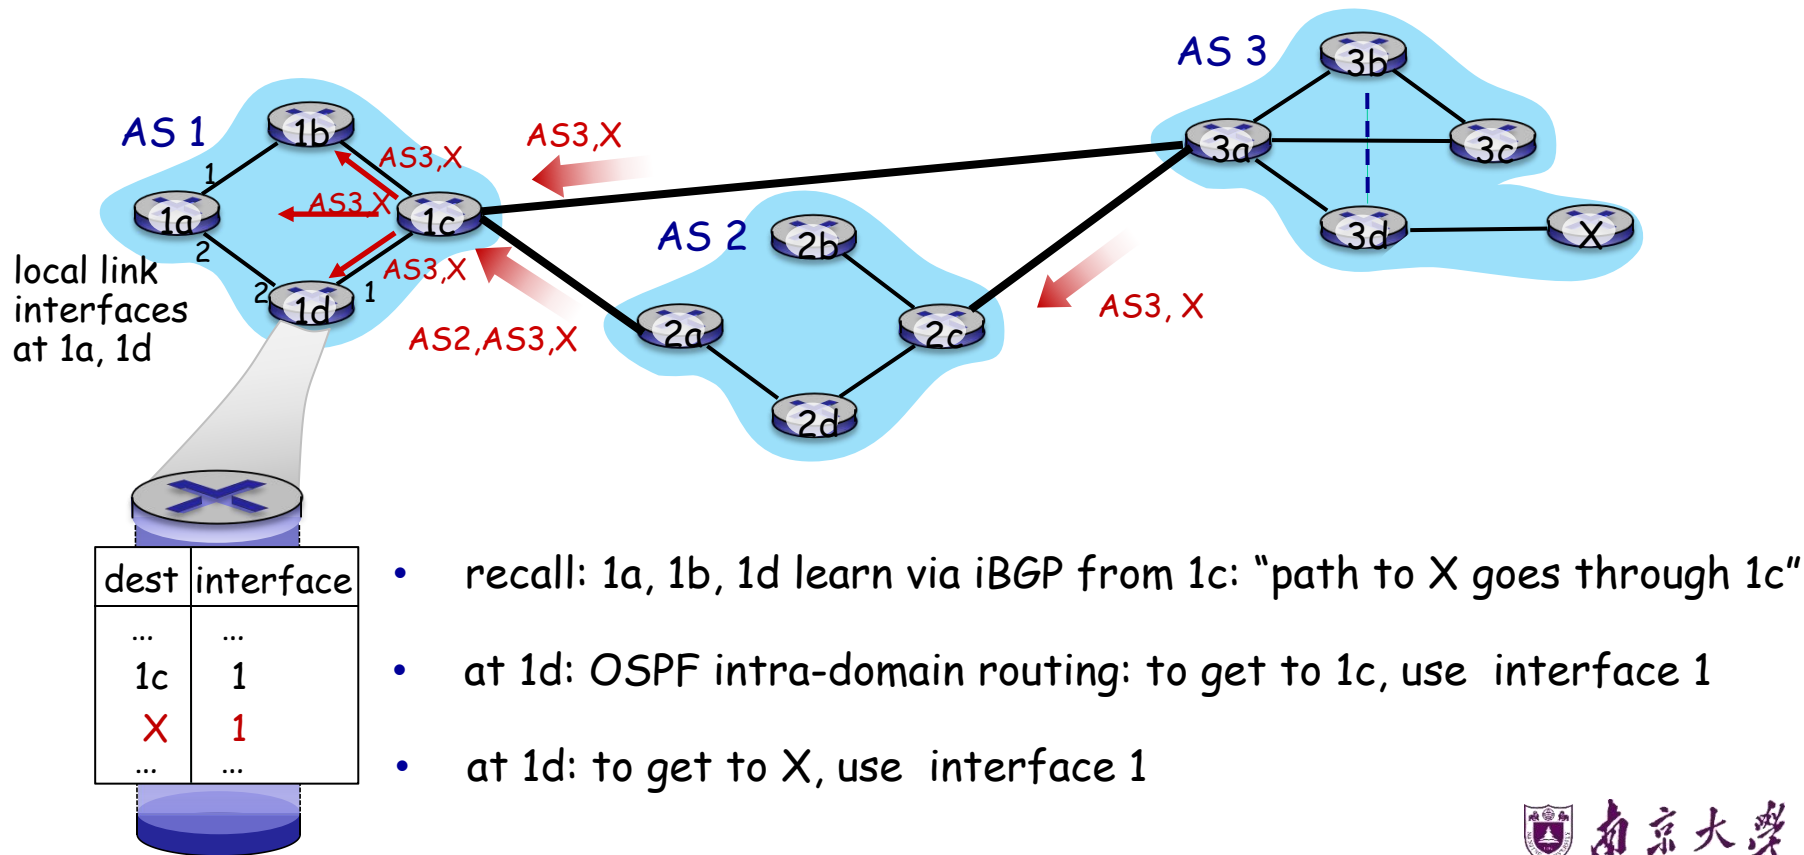 AS 3
3b
3a
3c
3d
X
AS 1
1b
AS3,X
AS3,X
1
AS3,X
1a
1c
2
AS3,X
2
1d
1
local link
interfaces
at 1a, 1d
AS 2
2b
2a
2c
2d
AS3, X
AS2,AS3,X
dest interface
... ...
1c 1
X 1
... ...
• recall: 1a, 1b, 1d learn via iBGP from 1c: “path to X goes through 1c”
• at 1d: OSPF intra-domain routing: to get to 1c, use interface 1
• at 1d: to get to X, use interface 1
南京大学